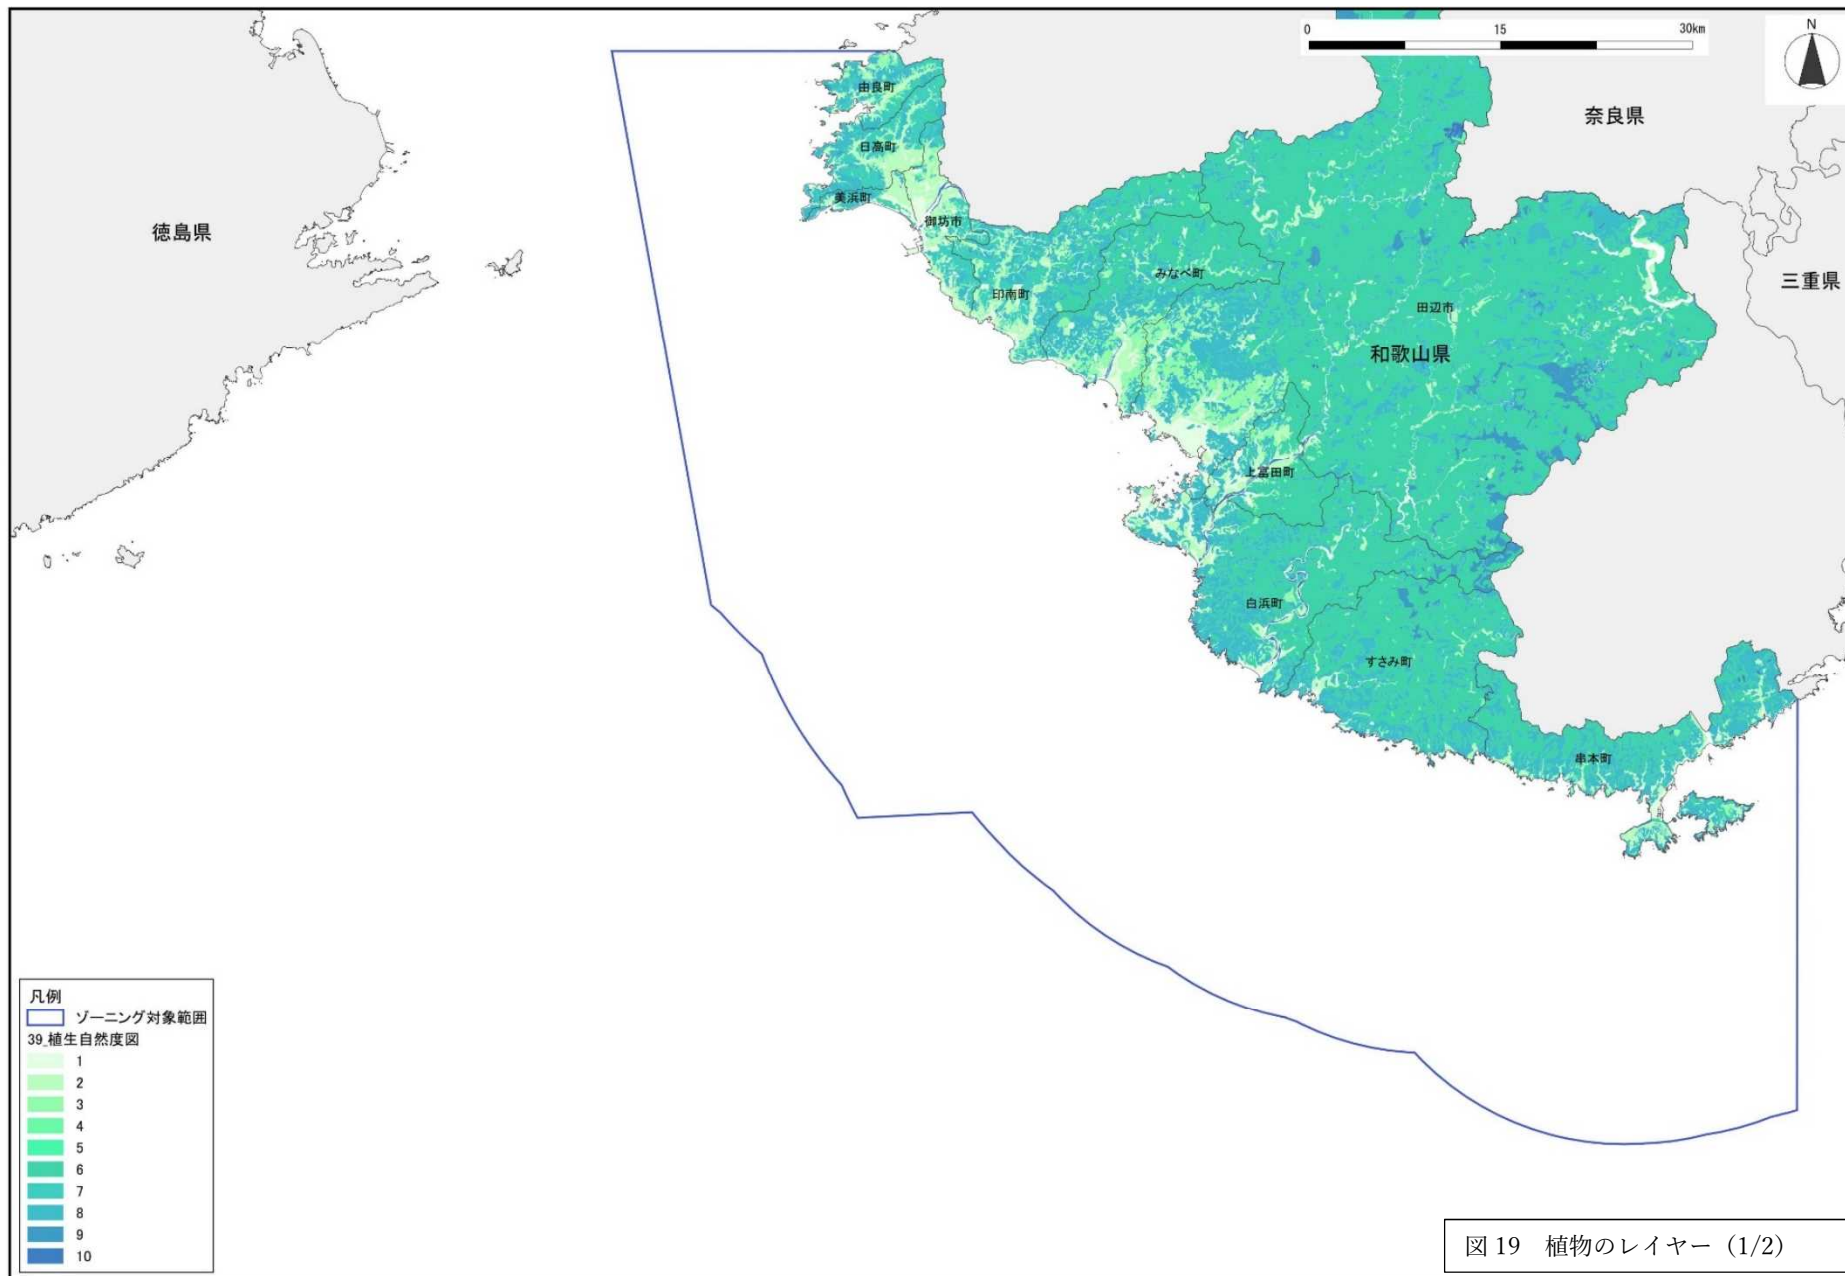 0 15 30km
N
由良町
奈良県
日高町
美浜町
御坊市
徳島県
みなべ町
三重県
印南町
田辺市
和歌山県
上富田町
白浜町
すさみ町
串本町
凡例
ゾーニング対象範囲
39_植生自然度図
1
2
3
4
5
6
7
8
9
10
図 19 植物のレイヤー（1/2）